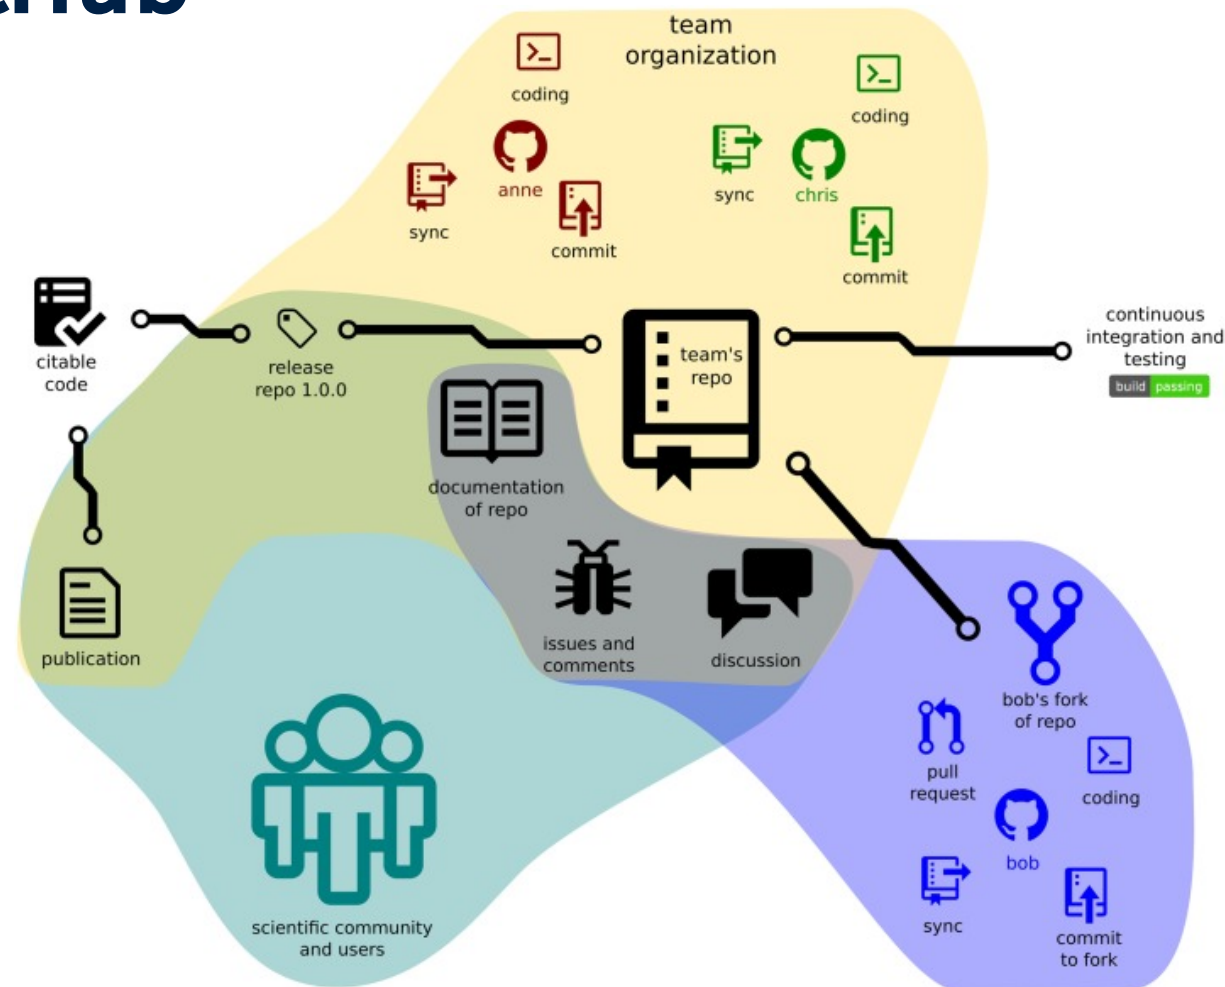 team
organization
coding
coding
anne
sync
commit
sync
chris
commit
citable
code
release
repo 1.0.0
team's
repo
continuous
integration and
testing
build passing
documentation
of repo
publication
issues and
comments
discussion
bob's fork
of repo
pull
request
coding
bob
sync
commit
to fork
scientific community
and users